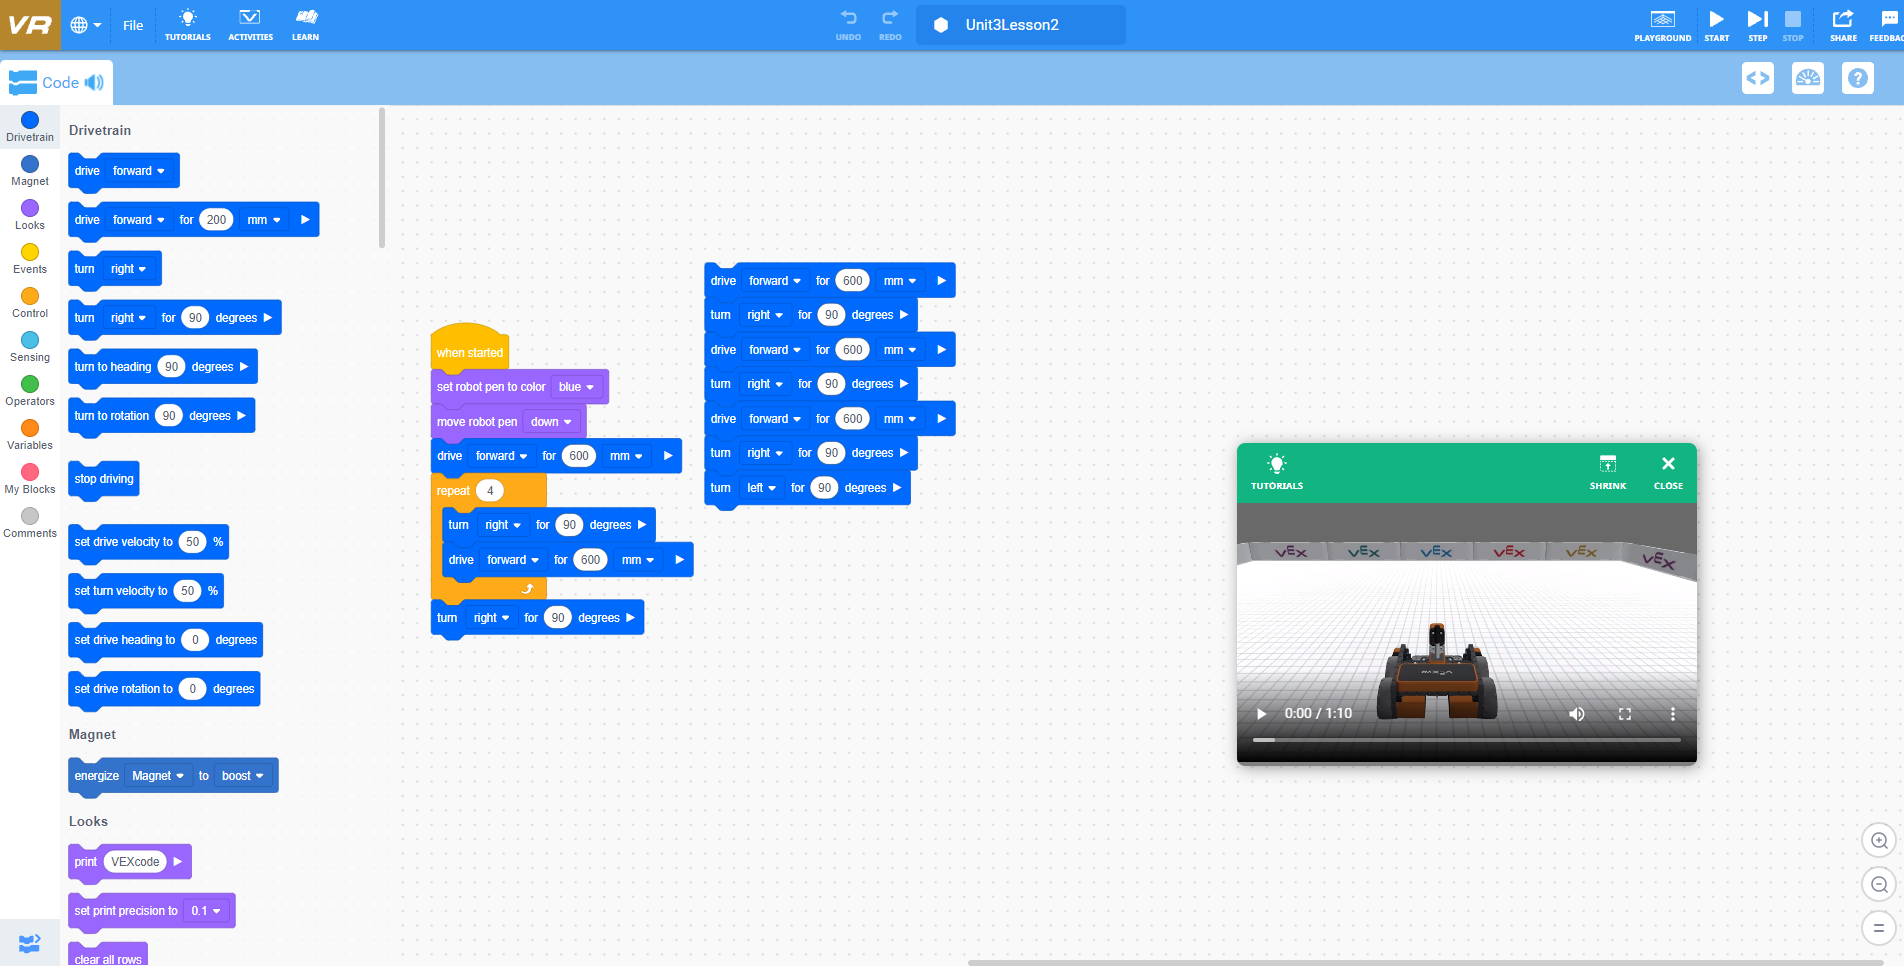 VR
File
TUTORIALS
ACTIVITIES
LEARN
UNDO
REDO
Unit3Lesson2
PLAYGROUND
START
STEP
STOP
SHARE
FEEDBAC
Code
Drivetrain
Magnet
Looks
Events
Control
Sensing
Operators
Variables
My Blocks
Comments
Drivetrain
drive forward
drive forward for 200 mm
turn right
turn right for 90 degrees
turn to heading 90 degrees
turn to rotation 90 degrees
stop driving
set drive velocity to 50 %
set turn velocity to 50 %
set drive heading to 0 degrees
set drive rotation to 0 degrees
Magnet
energize Magnet to boost
Looks
print VEXcode
set print precision to 0.1
clear all rows
when started
set robot pen to color blue
move robot pen down
drive forward for 600 mm
repeat 4
turn right for 90 degrees
drive forward for 600 mm
turn right for 90 degrees
drive forward for 600 mm
turn right for 90 degrees
drive forward for 600 mm
turn right for 90 degrees
drive forward for 600 mm
turn right for 90 degrees
turn left for 90 degrees
TUTORIALS
SHRINK
CLOSE
VEX VEX VEX VEX VEX VEX
0:00 / 1:10